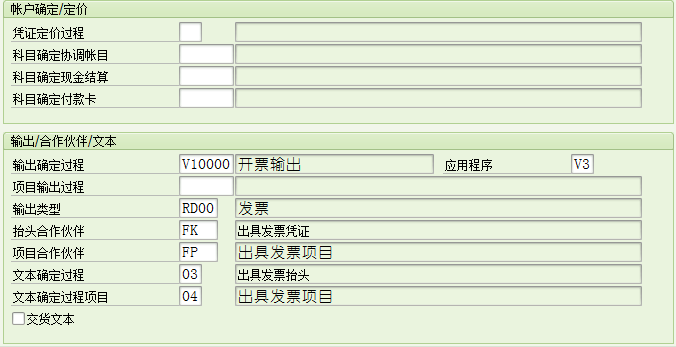 帐户确定/定价
凭证定价过程
科目确定协调帐目
科目确定现金结算
科目确定付款卡
输出/合作伙伴/文本
输出确定过程 V10000 开票输出 应用程序 V3
项目输出过程
输出类型 RD00 发票
抬头合作伙伴 FK 出具发票凭证
项目合作伙伴 FP 出具发票项目
文本确定过程 03 出具发票抬头
文本确定过程项目 04 出具发票项目
交货文本